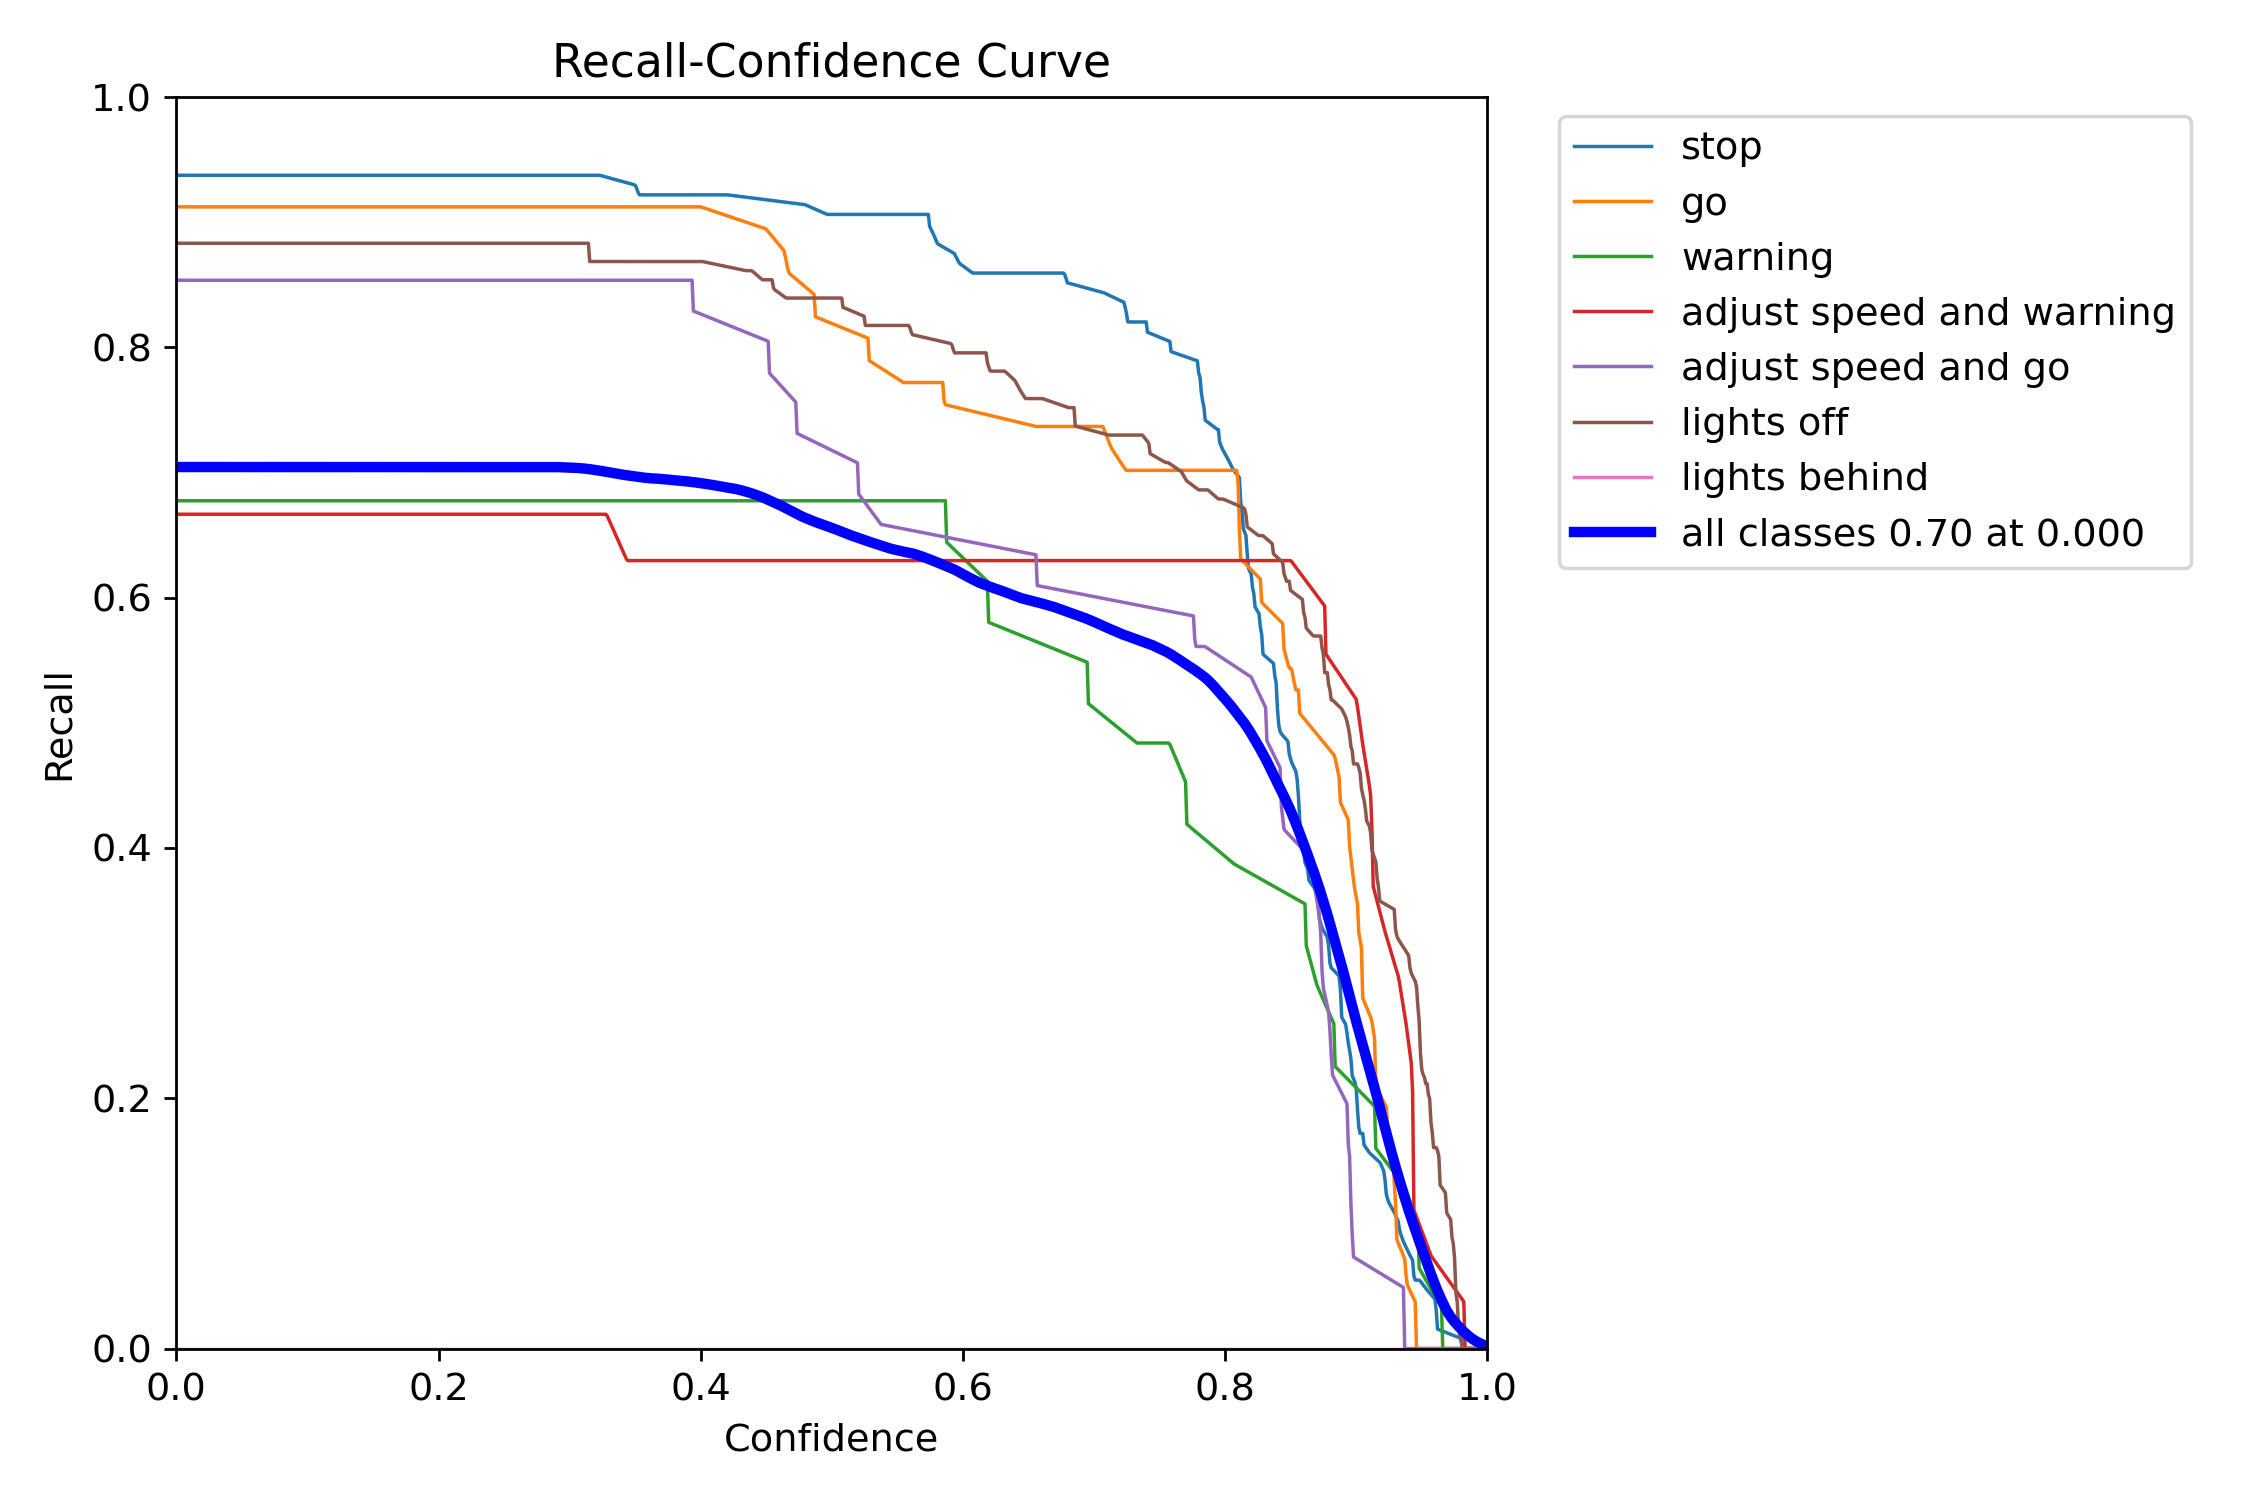 Recall-Confidence Curve
1.0
0.8
0.6
0.4
0.2
0.0
Recall
0.0 0.2 0.4 0.6 0.8 1.0
Confidence
stop
go
warning
adjust speed and warning
adjust speed and go
lights off
lights behind
all classes 0.70 at 0.000